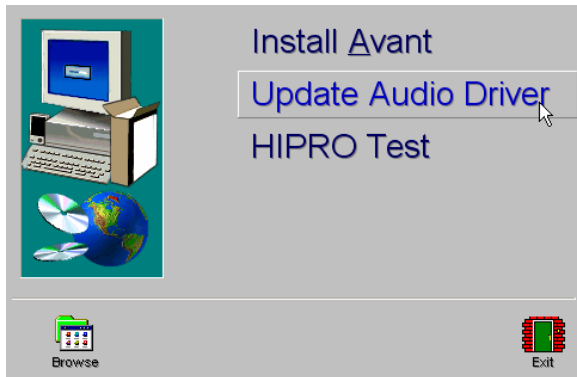 Install Avant
Update Audio Driver
HIPRO Test
Browse
Exit